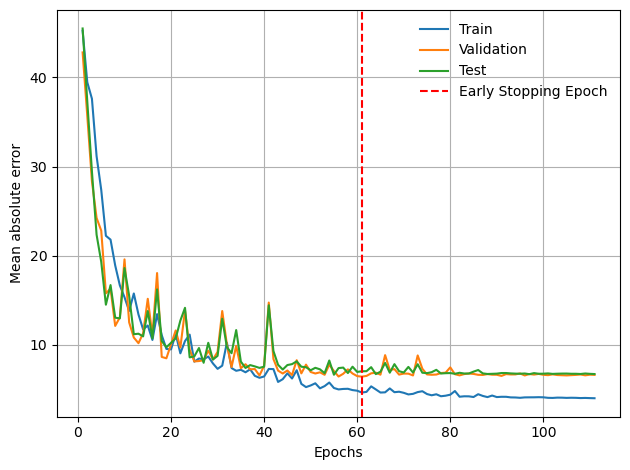 Train
Validation
Test
Early Stopping Epoch
40
30
20
10
Mean absolute error
0
20
40
60
80
100
Epochs